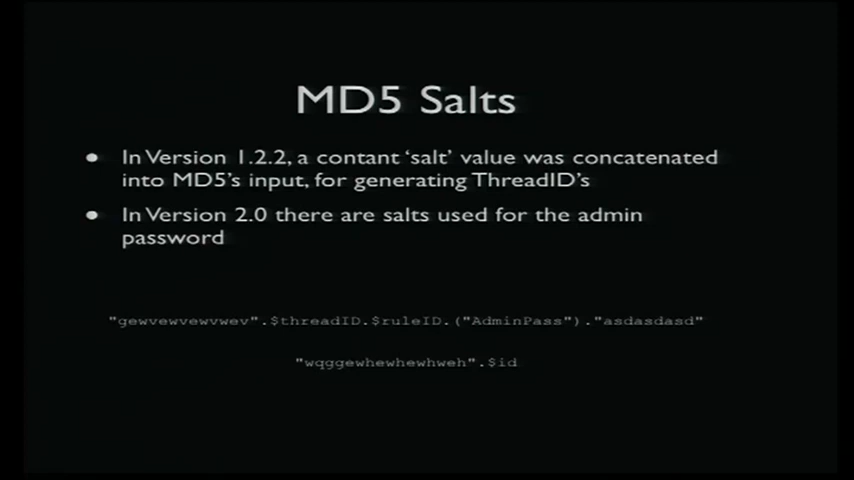 MD5 Salts
• In Version 1.2.2, a contant ‘salt’ value was concatenated
into MD5’s input, for generating ThreadID’s
• In Version 2.0 there are salts used for the admin
password
"gewvewvewvwev".$threadID.$ruleID.("AdminPass")."asdasdasd"
"wqggewhewhewhweh".$id